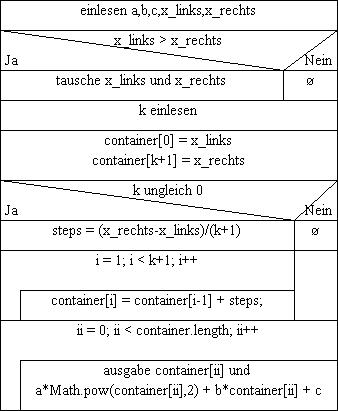 einlesen a,b,c,x_links,x_rechts
x_links > x_rechts
Ja
Nein
tausche x_links und x_rechts
ø
k einlesen
container[0] = x_links
container[k+1] = x_rechts
k ungleich 0
Ja
Nein
steps = (x_rechts-x_links)/(k+1)
ø
i = 1; i < k+1; i++
container[i] = container[i-1] + steps;
ii = 0; ii < container.length; ii++
ausgabe container[ii] und
a*Math.pow(container[ii],2) + b*container[ii] + c